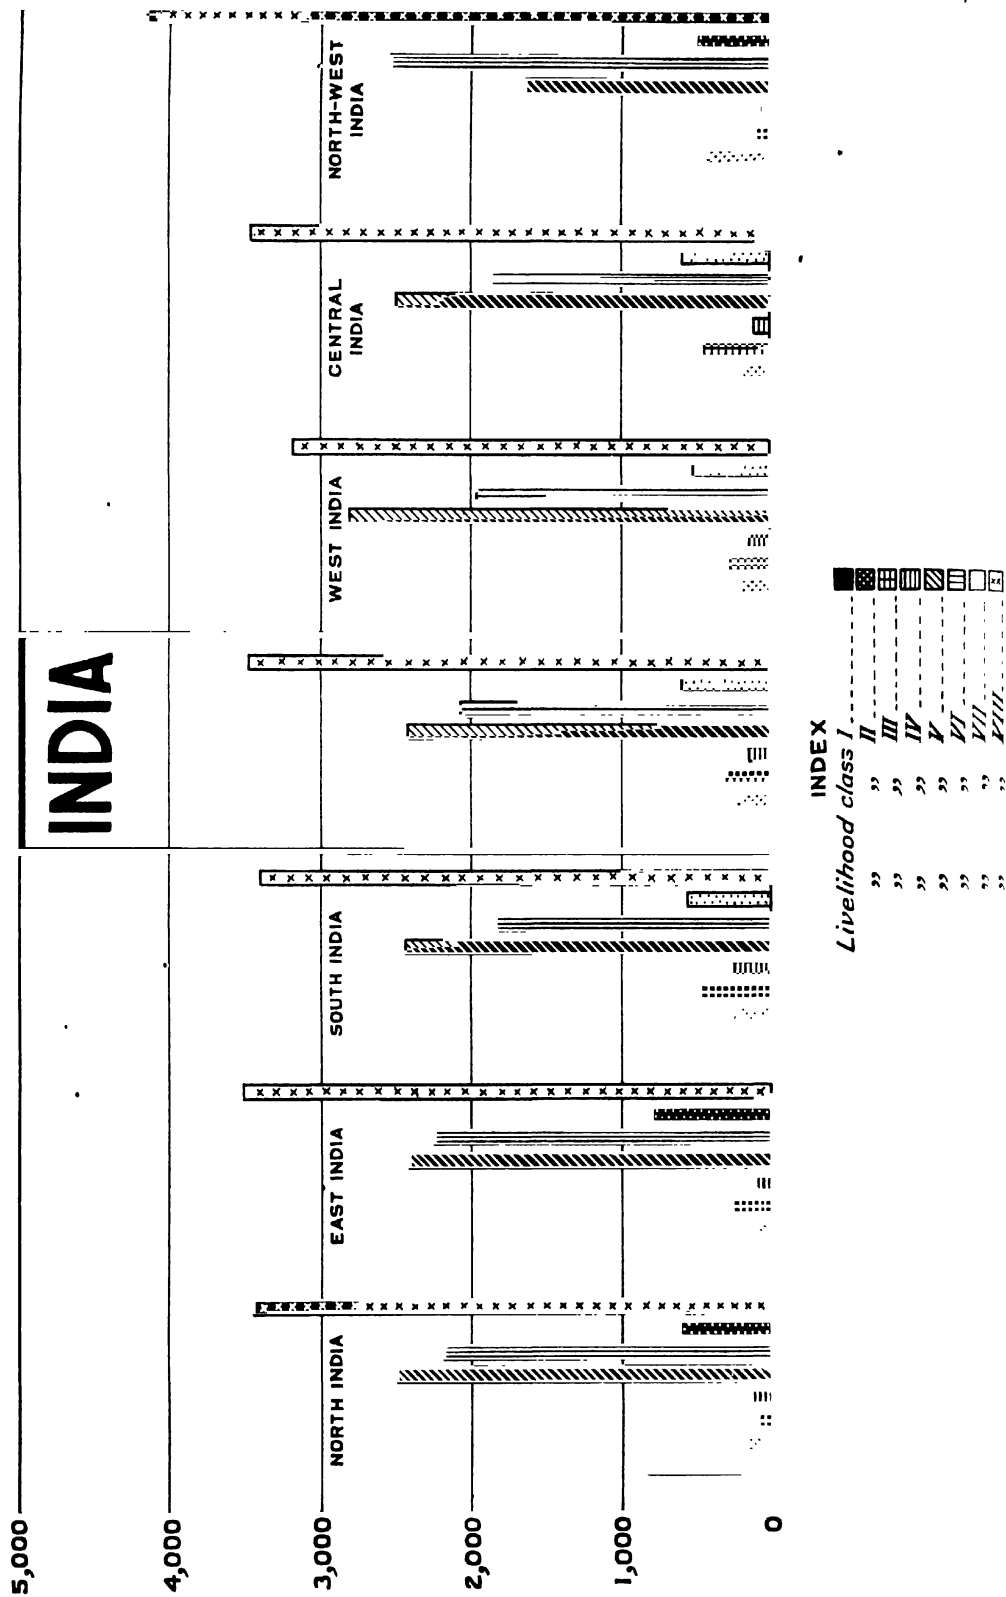 INDIA
5,000
4,000
3,000
2,000
1,000
0
NORTH INDIA
EAST INDIA
SOUTH INDIA
WEST INDIA
CENTRAL
INDIA
NORTH-WEST
INDIA
INDEX
Livelihood class I
„ „ II
„ „ III
„ „ IV
„ „ V
„ „ VI
„ „ VII
„ „ VIII